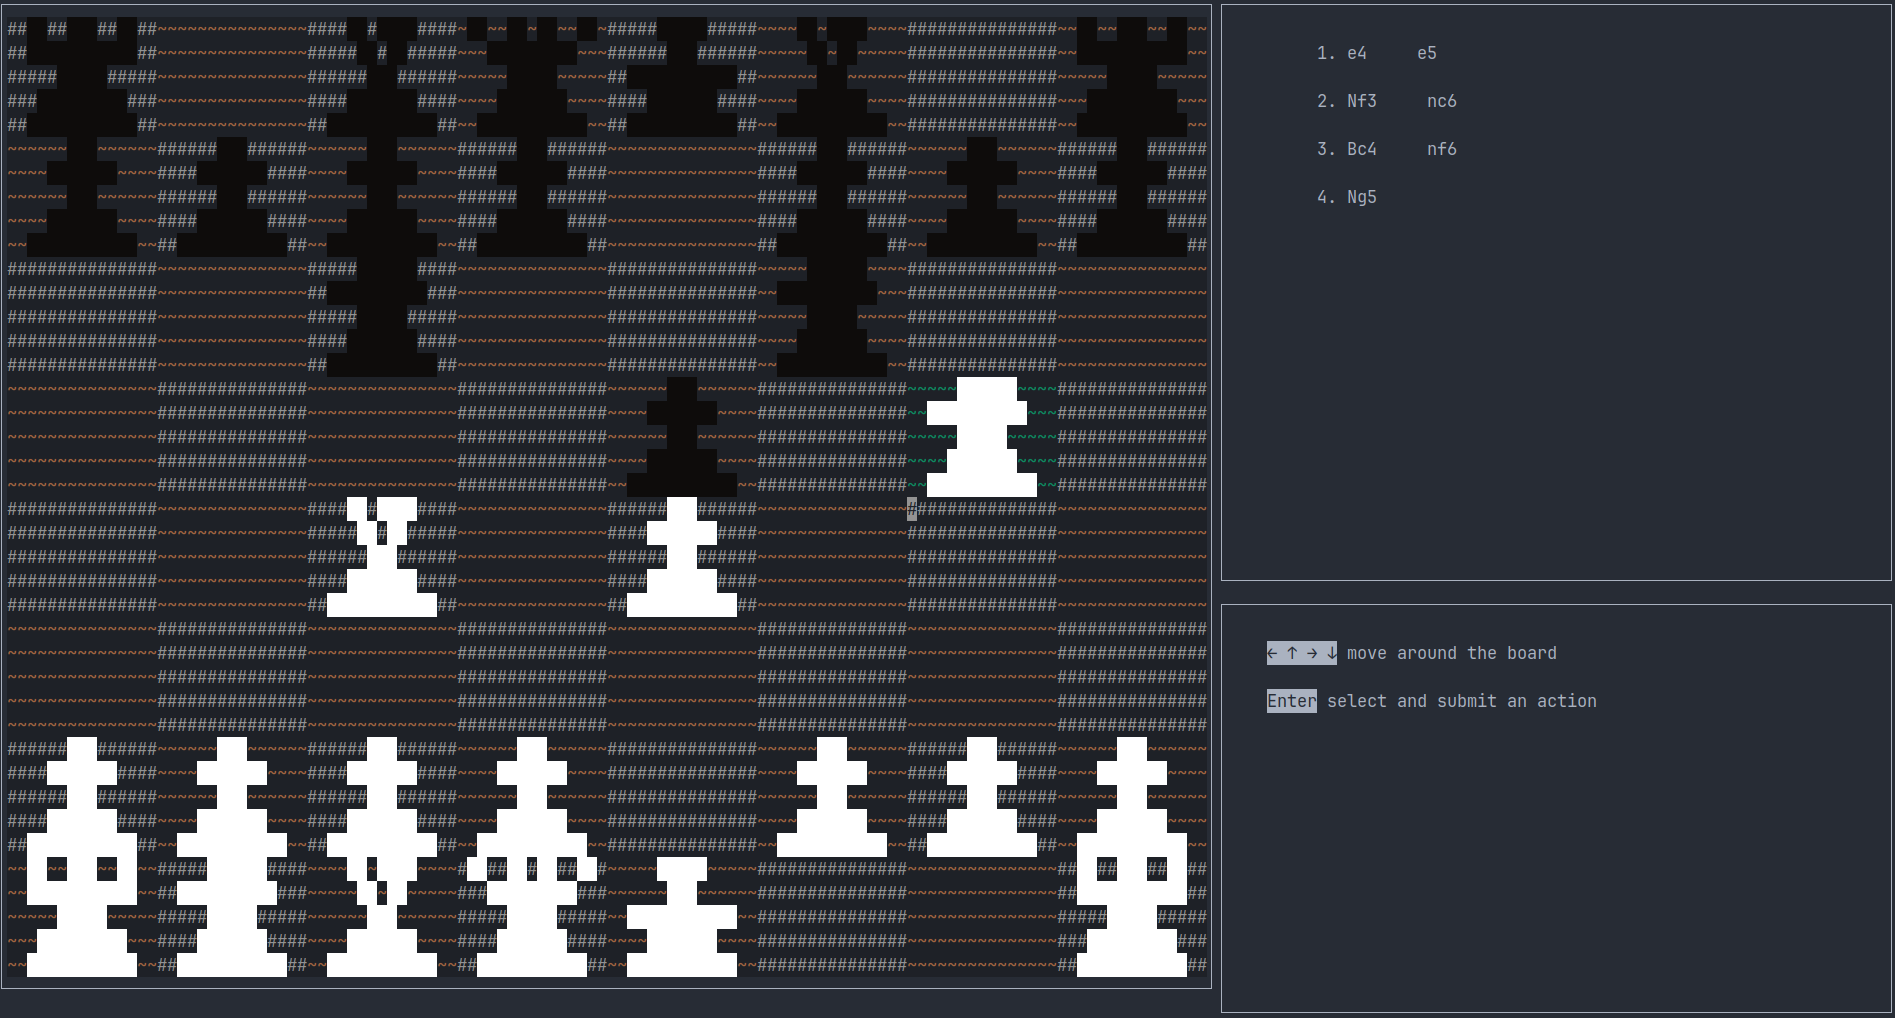 1. e4 e5
2. Nf3 nc6
3. Bc4 nf6
4. Ng5
← ↑ → ↓ move around the board
Enter select and submit an action